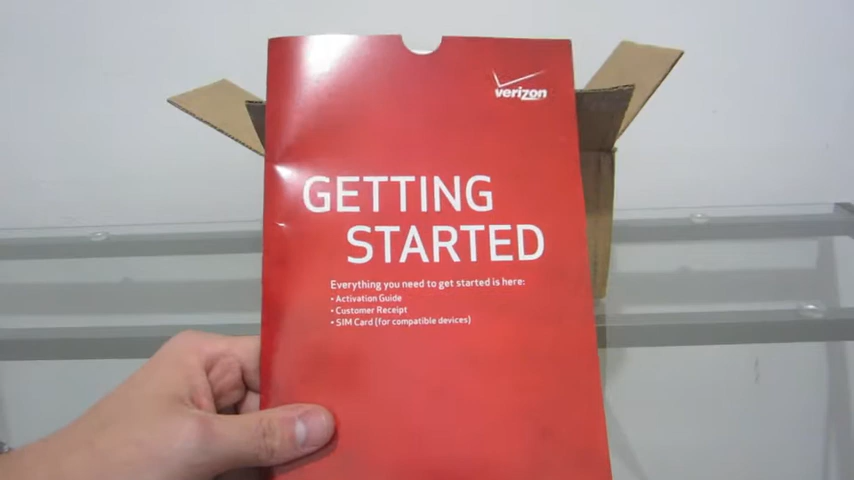 verizon
GETTING
STARTED
Everything you need to get started is here:
• Activation Guide
• Customer Receipt
• SIM Card (for compatible devices)